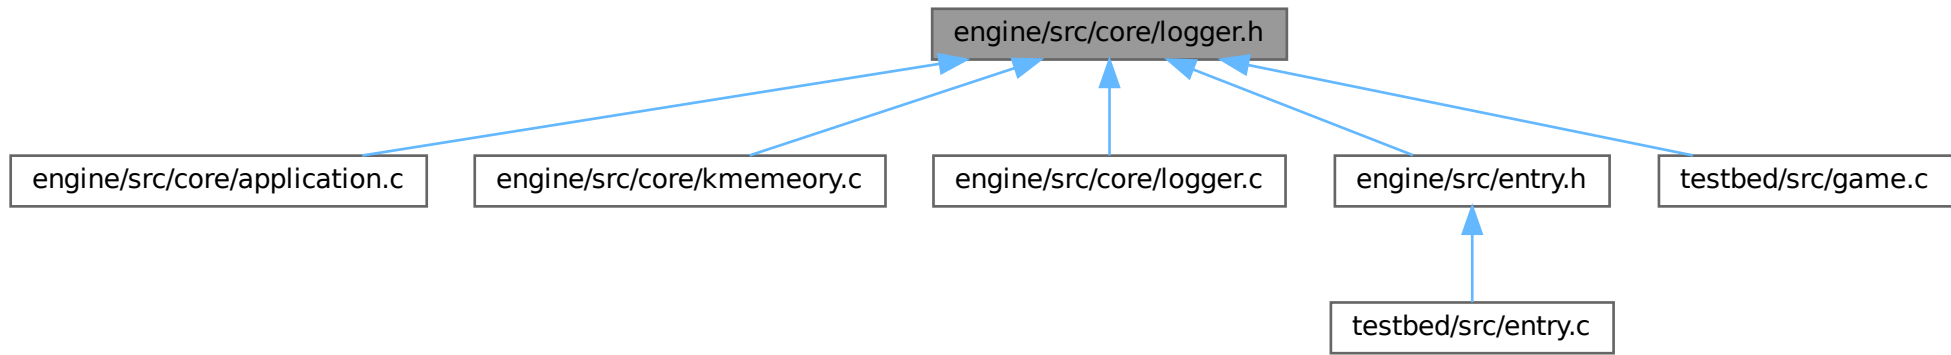 engine/src/core/logger.h
engine/src/core/application.c
engine/src/core/kmemeory.c
engine/src/core/logger.c
engine/src/entry.h
testbed/src/game.c
testbed/src/entry.c